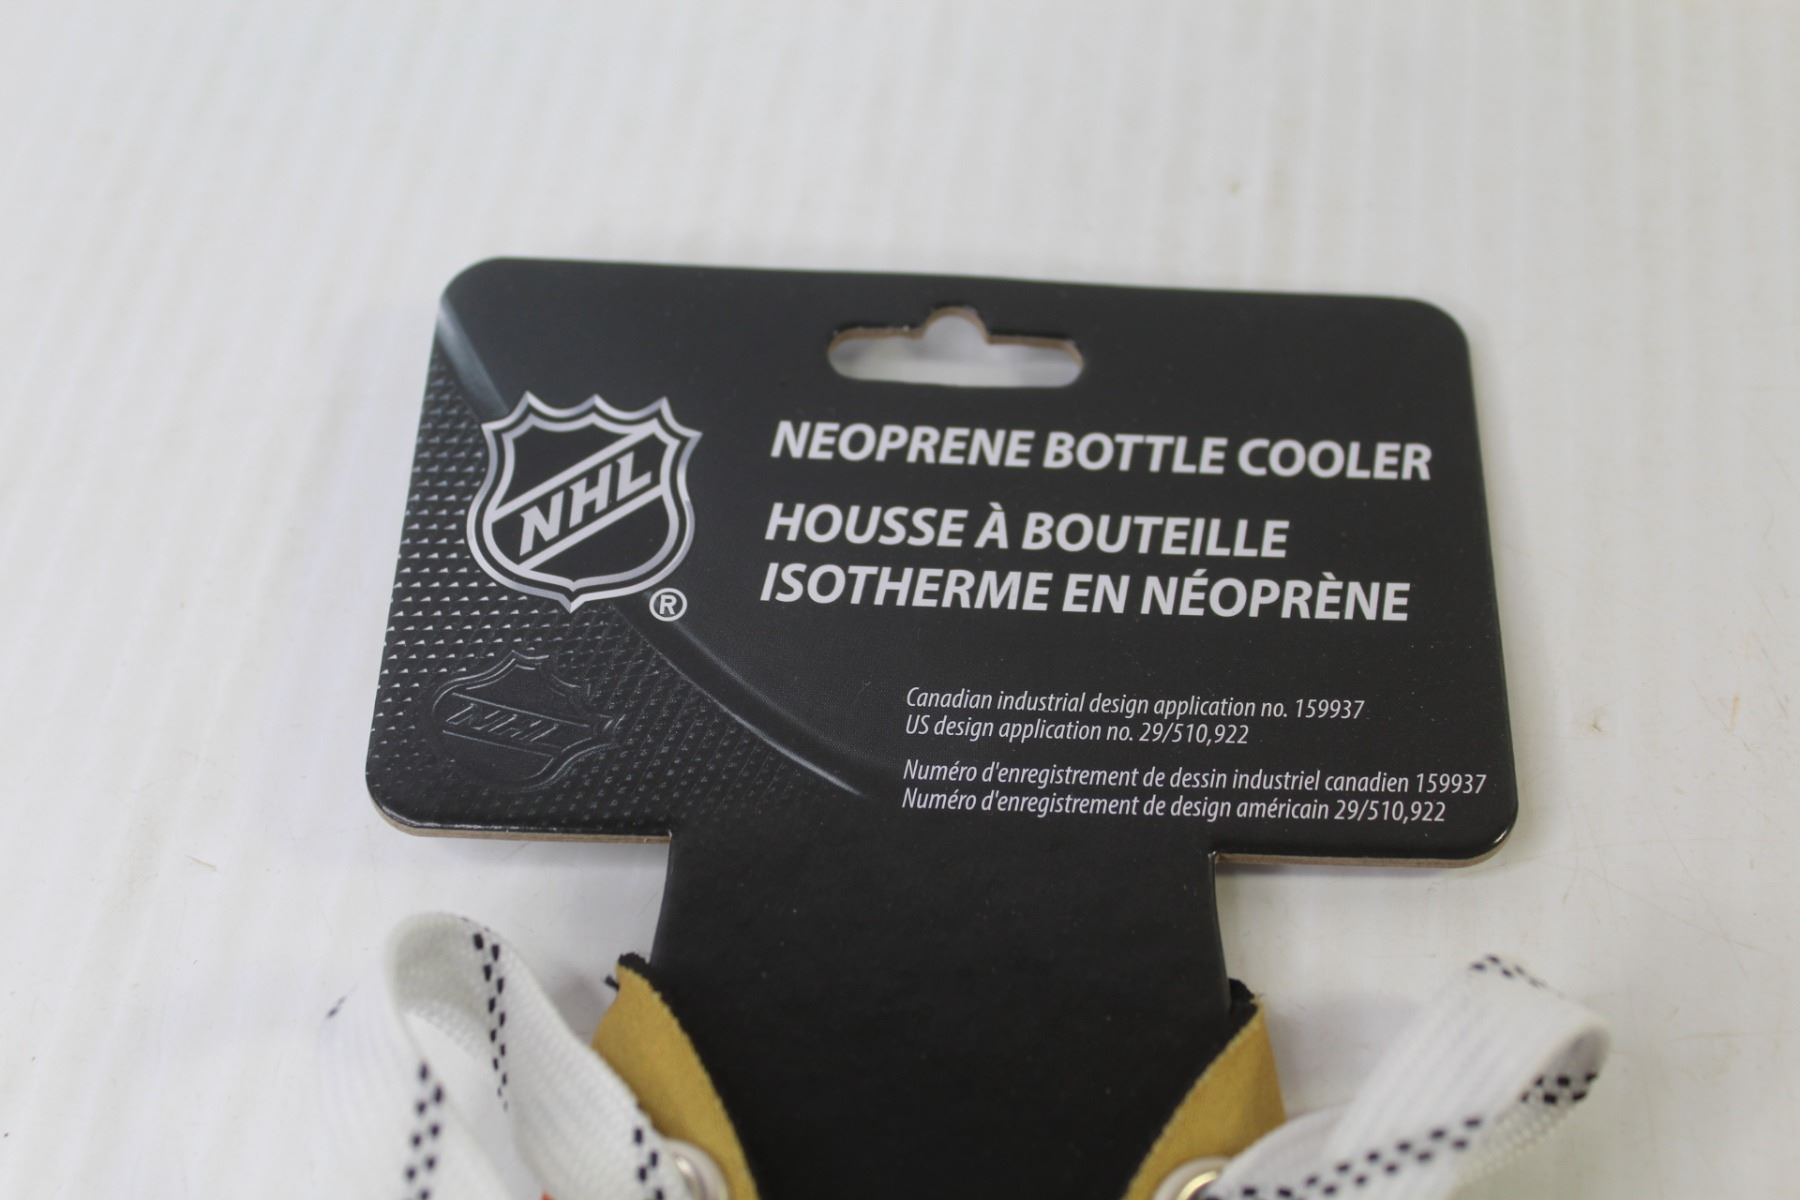 NHL
®
NEOPRENE BOTTLE COOLER
HOUSSE À BOUTEILLE
ISOTHERME EN NÉOPRÈNE
NHL
Canadian industrial design application no. 159937
US design application no. 29/510,922
Numéro d'enregistrement de dessin industriel canadien 159937
Numéro d'enregistrement de design américain 29/510,922